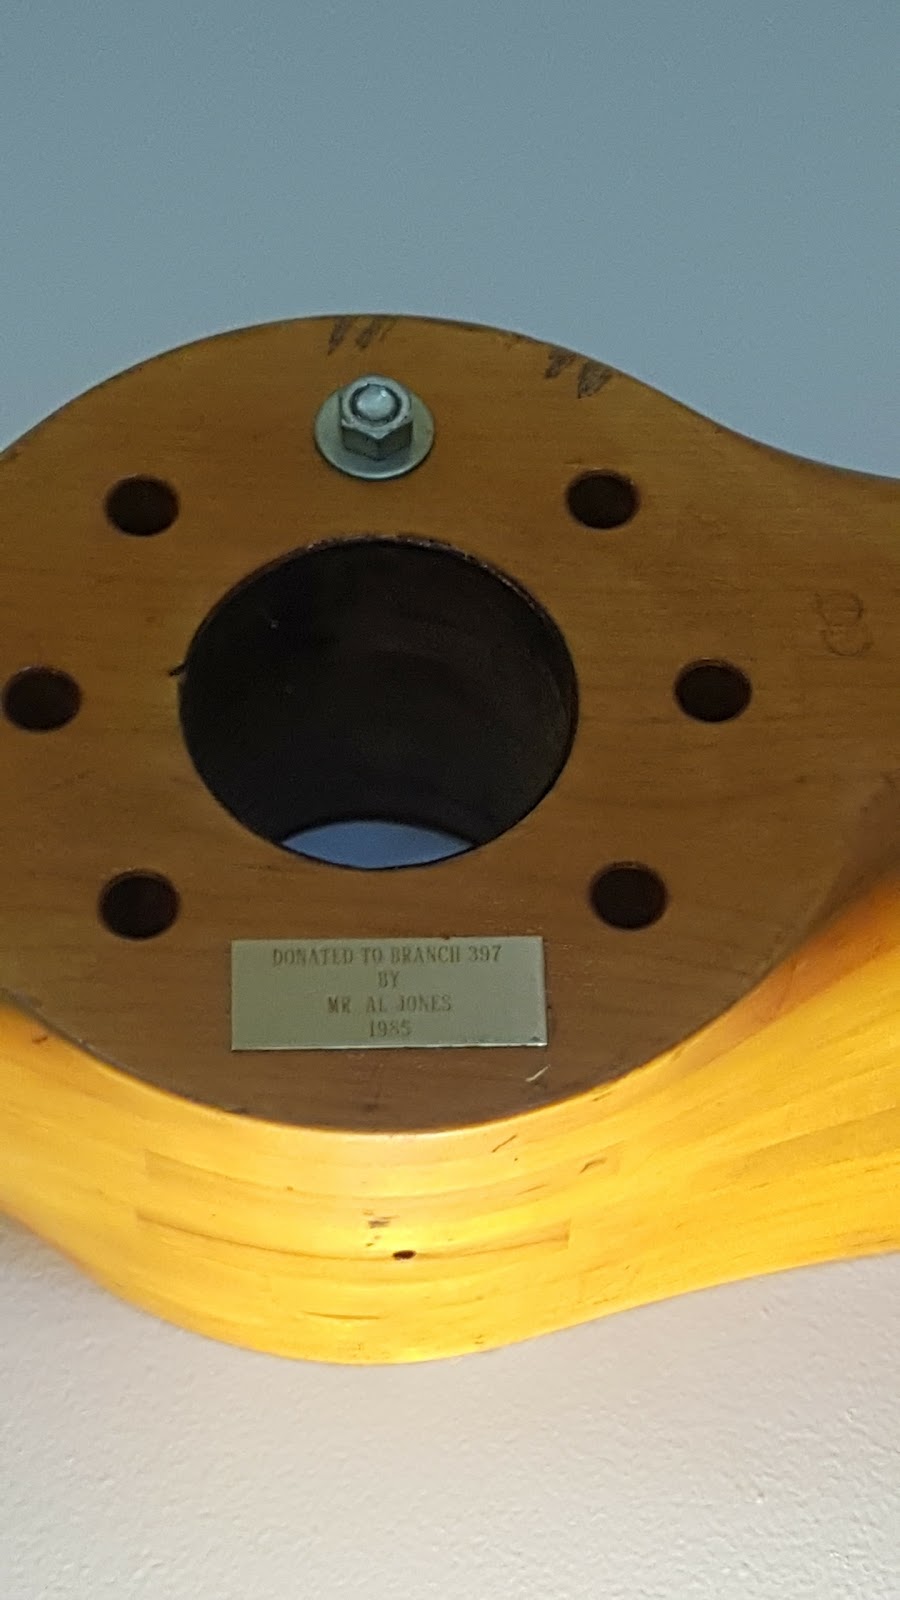 DONATED TO BRANCH 397
BY
MR AL JONES
1985